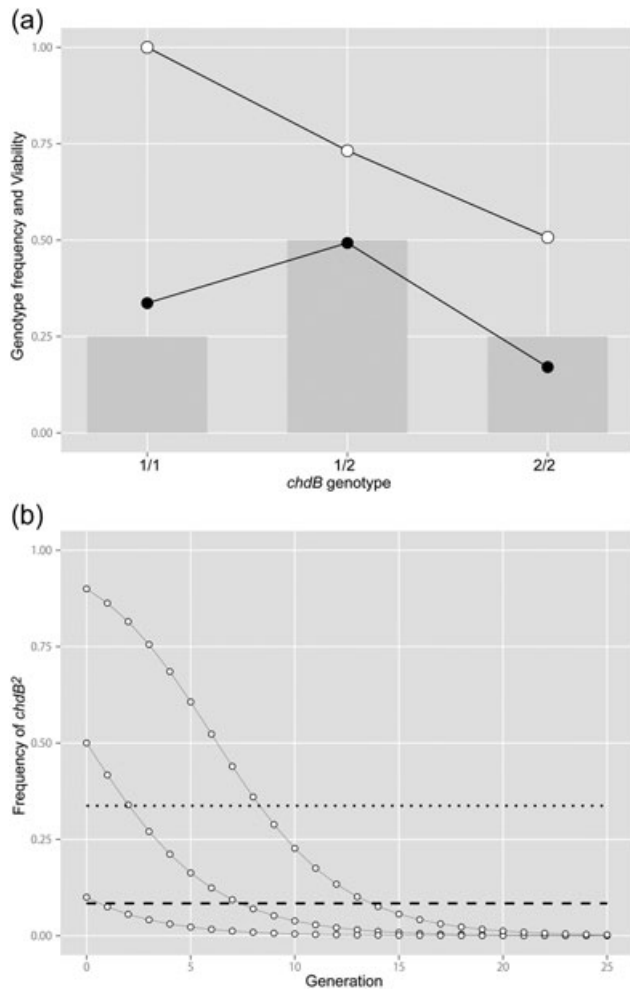 (a)
1.00
0.75
0.50
0.25
0.00
Genotype frequency and Viability
1/1 1/2 2/2
chdB genotype
(b)
1.00
0.75
0.50
0.25
0.00
Frequency of chdB²
0 5 10 15 20 25
Generation